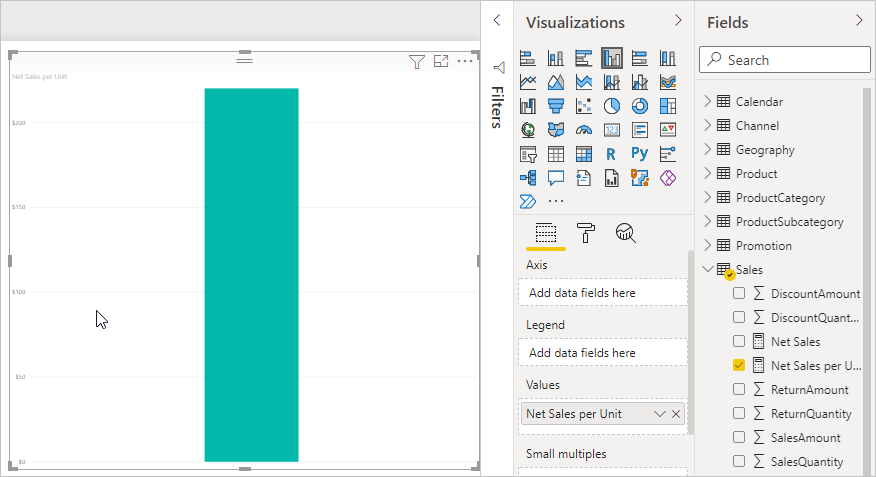 Net Sales per Unit
$200
$150
$100
$50
$0
Filters
Visualizations
123
R
Py
Axis
Add data fields here
Legend
Add data fields here
Values
Net Sales per Unit
Small multiples
Fields
Search
Calendar
Channel
Geography
Product
ProductCategory
ProductSubcategory
Promotion
Sales
DiscountAmount
DiscountQuant...
Net Sales
Net Sales per U...
ReturnAmount
ReturnQuantity
SalesAmount
SalesQuantity